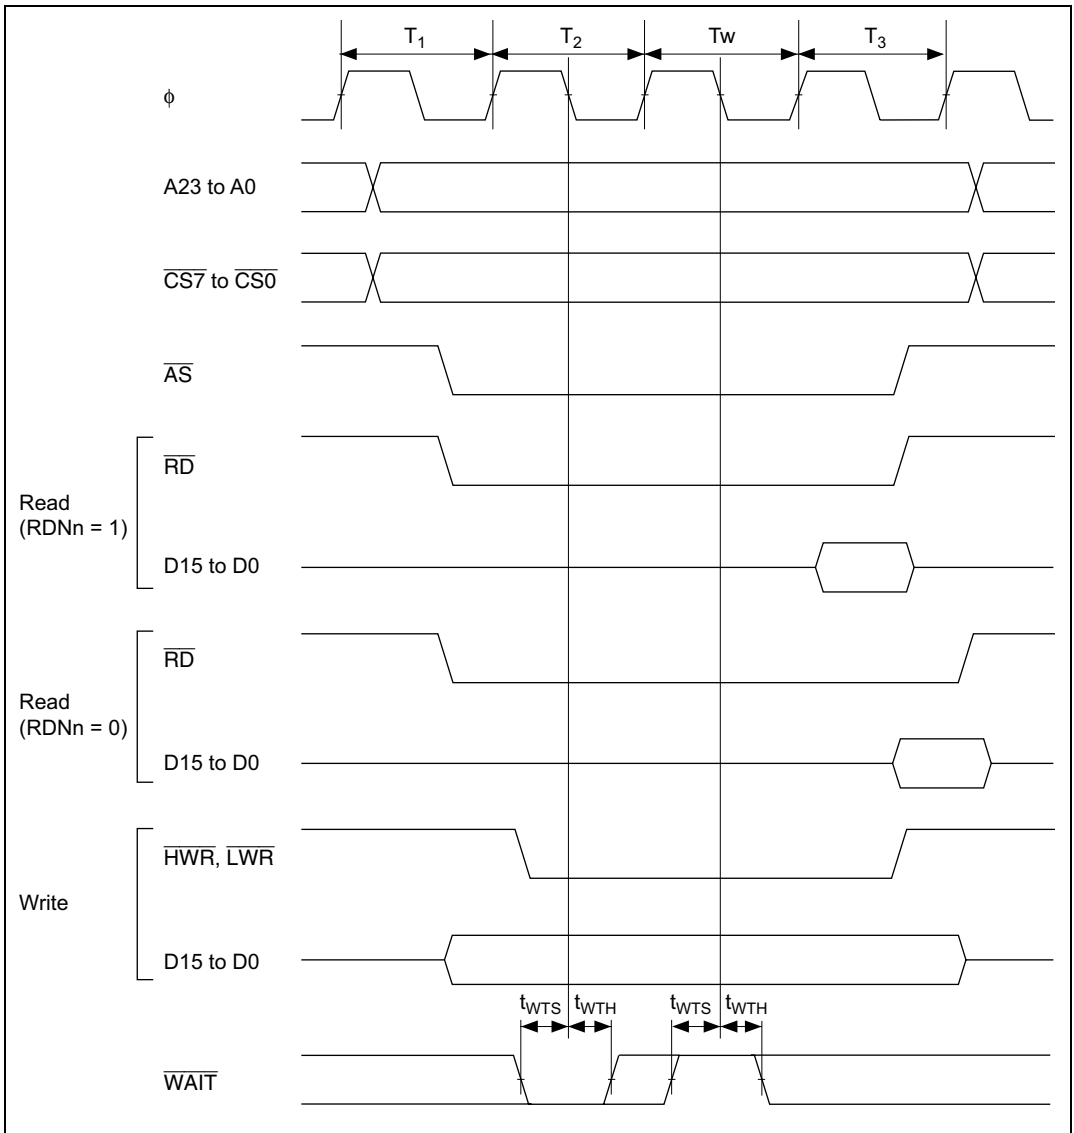 T1 T2 Tw T3
ϕ
A23 to A0
CS7 to CS0
AS
RD
Read
(RDNn = 1)
D15 to D0
RD
Read
(RDNn = 0)
D15 to D0
HWR, LWR
Write
D15 to D0
tWTS tWTH tWTS tWTH
WAIT